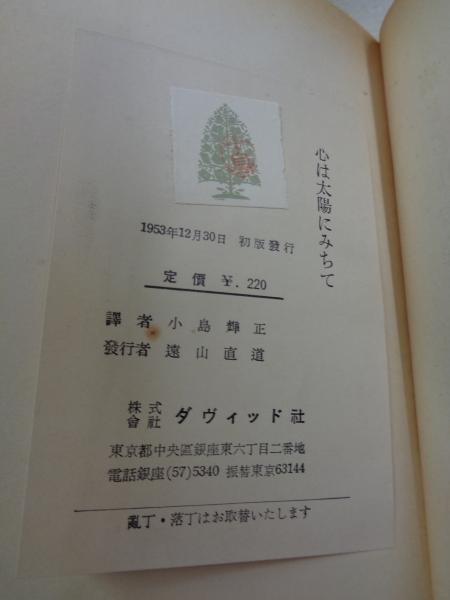 心は太陽にみちて
小島
1953年12月30日 初版發行
定價 ¥. 220
譯者 小島輝正
發行者 遠山直道
株式會社 ダヴィッド社
東京都中央區銀座東六丁目二番地
電話銀座(57)5340 振替東京63144
亂丁・落丁はお取替いたします